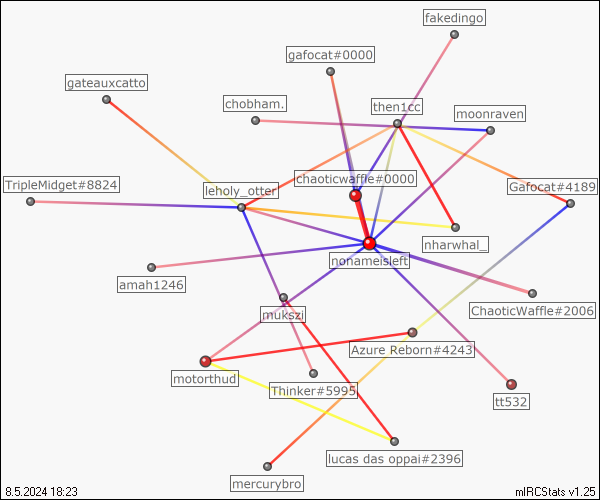 fakedingo
gafocat#0000
gateauxcatto
chobham.
then1cc
moonraven
chaoticwaffle#0000
TripleMidget#8824
leholy_otter
Gafocat#4189
nharwhal_
nonameisleft
amah1246
mukszi
ChaoticWaffle#2006
Azure Reborn#4243
motorthud
Thinker#5995
tt532
lucas das oppai#2396
mercurybro
8.5.2024 18:23
mIRCStats v1.25